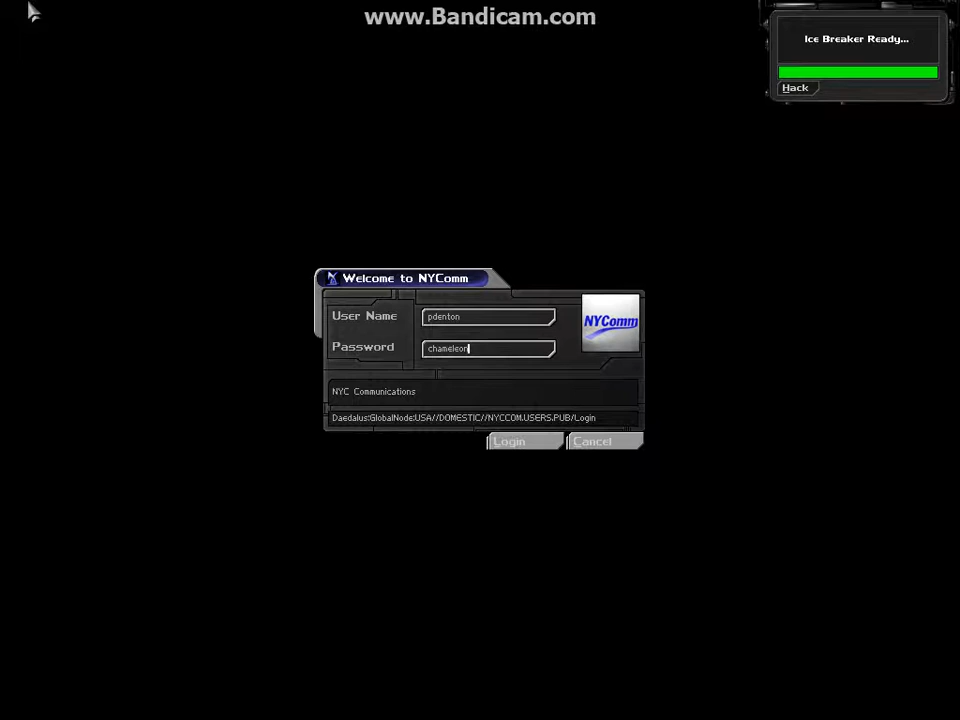 www.Bandicam.com
Ice Breaker Ready...
Hack
Welcome to NYComm
User Name pdenton
NYComm
Password chameleon
NYC Communications
Daedalus:GlobalNode:USA//DOMESTIC//NYCCOM.USERS.PUB/Login
Login Cancel